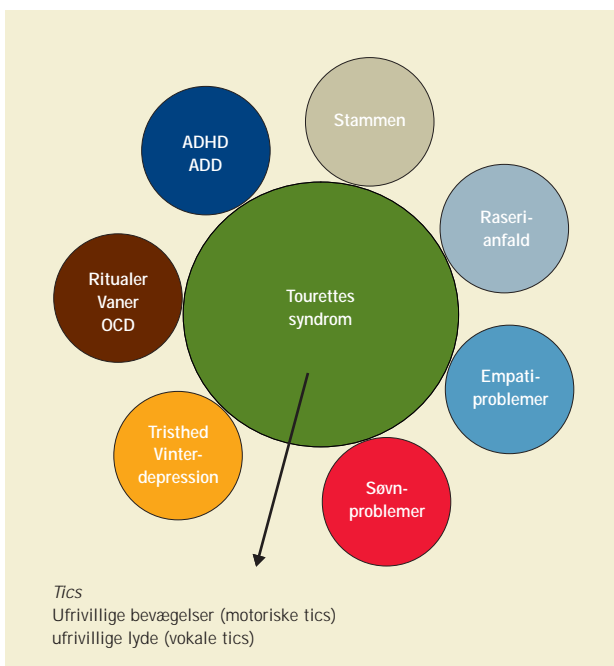 Stammen
ADHD
ADD
Raseri-
anfald
Ritualer
Vaner
OCD
Tourettes
syndrom
Empati-
problemer
Tristhed
Vinter-
depression
Søvn-
problemer
Tics
Ufrivillige bevægelser (motoriske tics)
ufrivillige lyde (vokale tics)